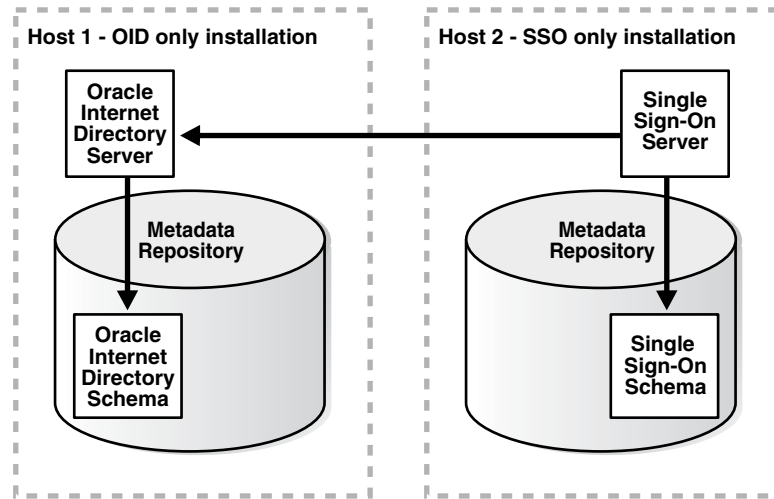 Host 1 - OID only installation
Oracle
Internet
Directory
Server
Metadata
Repository
Oracle
Internet
Directory
Schema
Host 2 - SSO only installation
Single
Sign-On
Server
Metadata
Repository
Single
Sign-On
Schema